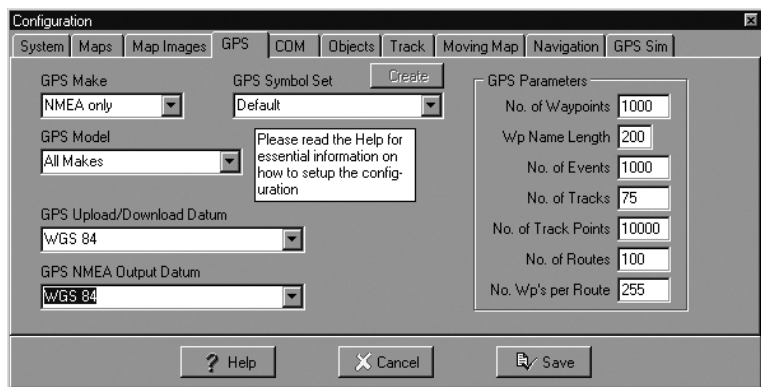 Configuration
System Maps Map Images GPS COM Objects Track Moving Map Navigation GPS Sim
GPS Make
NMEA only
GPS Symbol Set
Create
Default
GPS Model
All Makes
Please read the Help for
essential information on
how to setup the config-
uration
GPS Upload/Download Datum
WGS 84
GPS NMEA Output Datum
WGS 84
GPS Parameters
No. of Waypoints 1000
Wp Name Length 200
No. of Events 1000
No. of Tracks 75
No. of Track Points 10000
No. of Routes 100
No. Wp's per Route 255
? Help
Cancel
Save